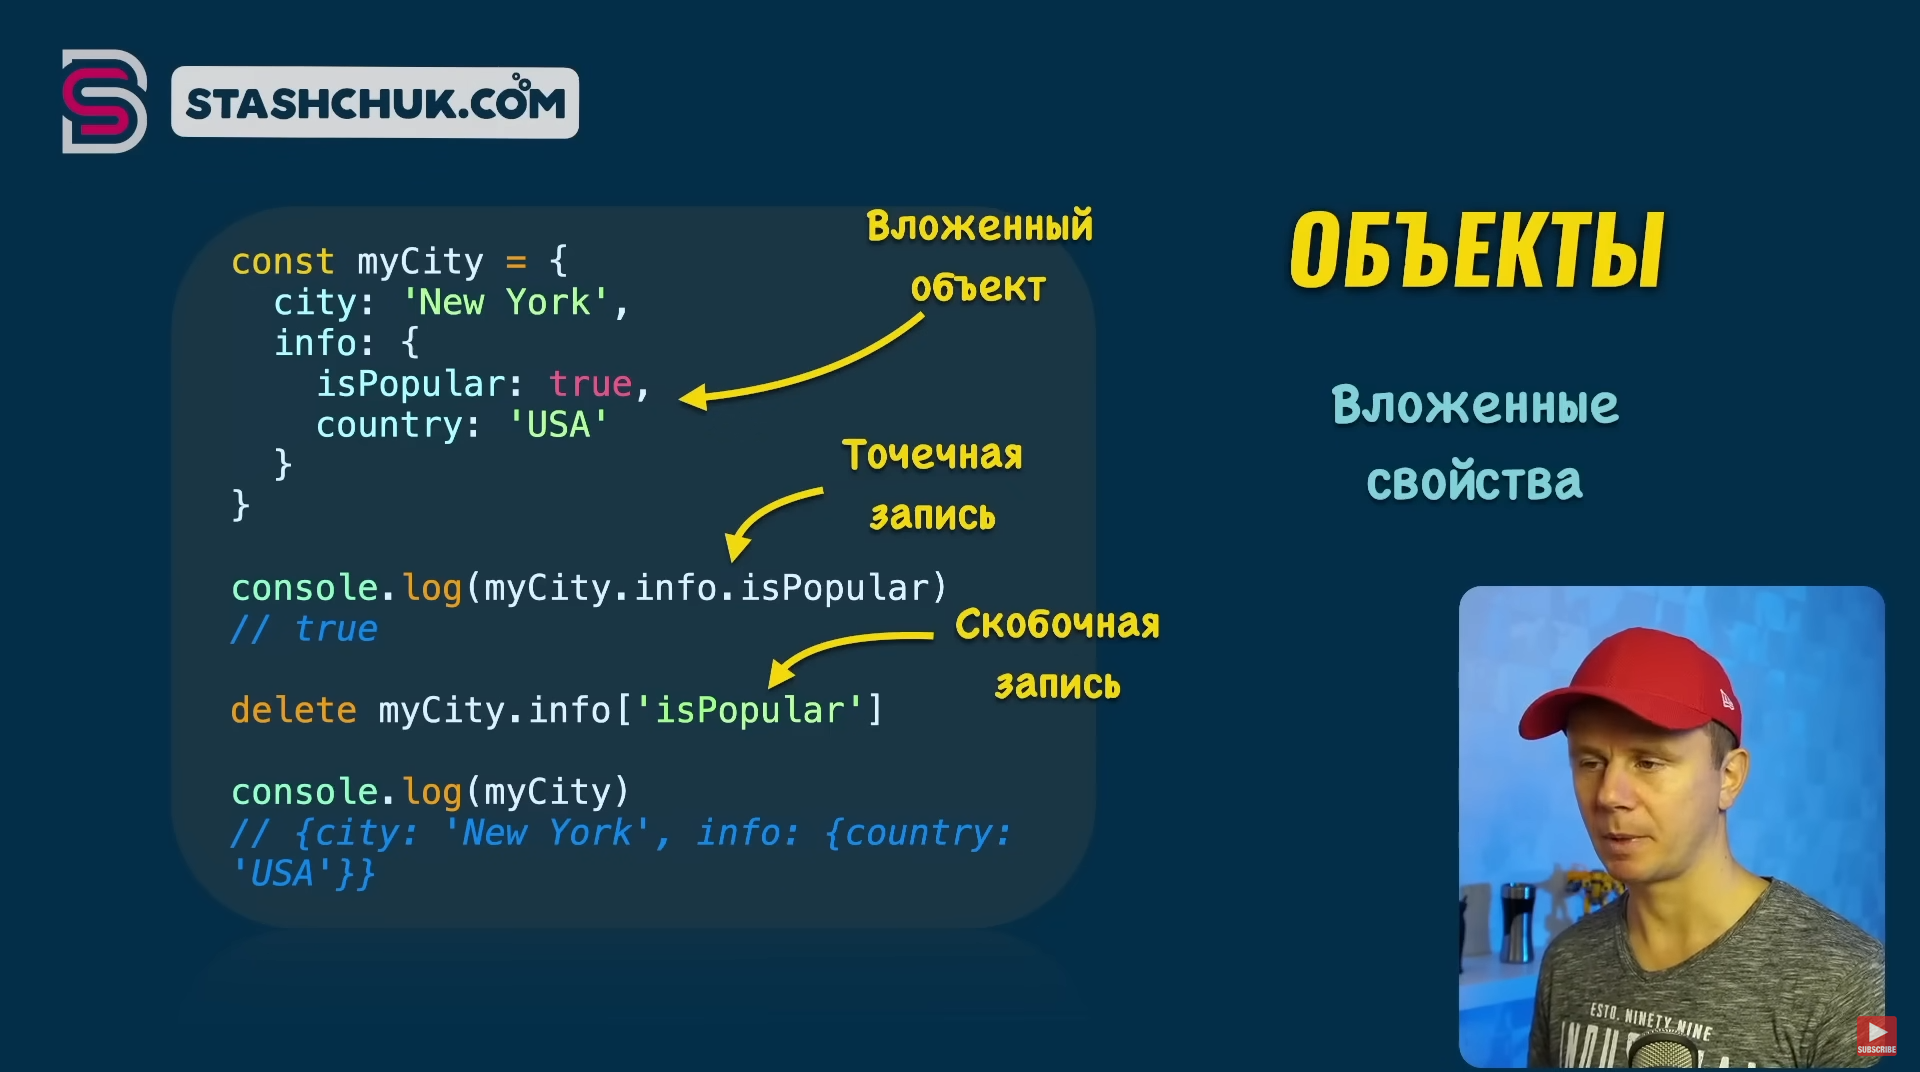 STASHCHUK.COM
const myCity = {
  city: 'New York',
  info: {
    isPopular: true,
    country: 'USA'
  }
}
console.log(myCity.info.isPopular)
// true
delete myCity.info['isPopular']
console.log(myCity)
// {city: 'New York', info: {country:
'USA'}}
Вложенный
объект
Точечная
запись
Скобочная
запись
ОБЪЕКТЫ
Вложенные
свойства
ESTD. NINETY NINE
SUBSCRIBE